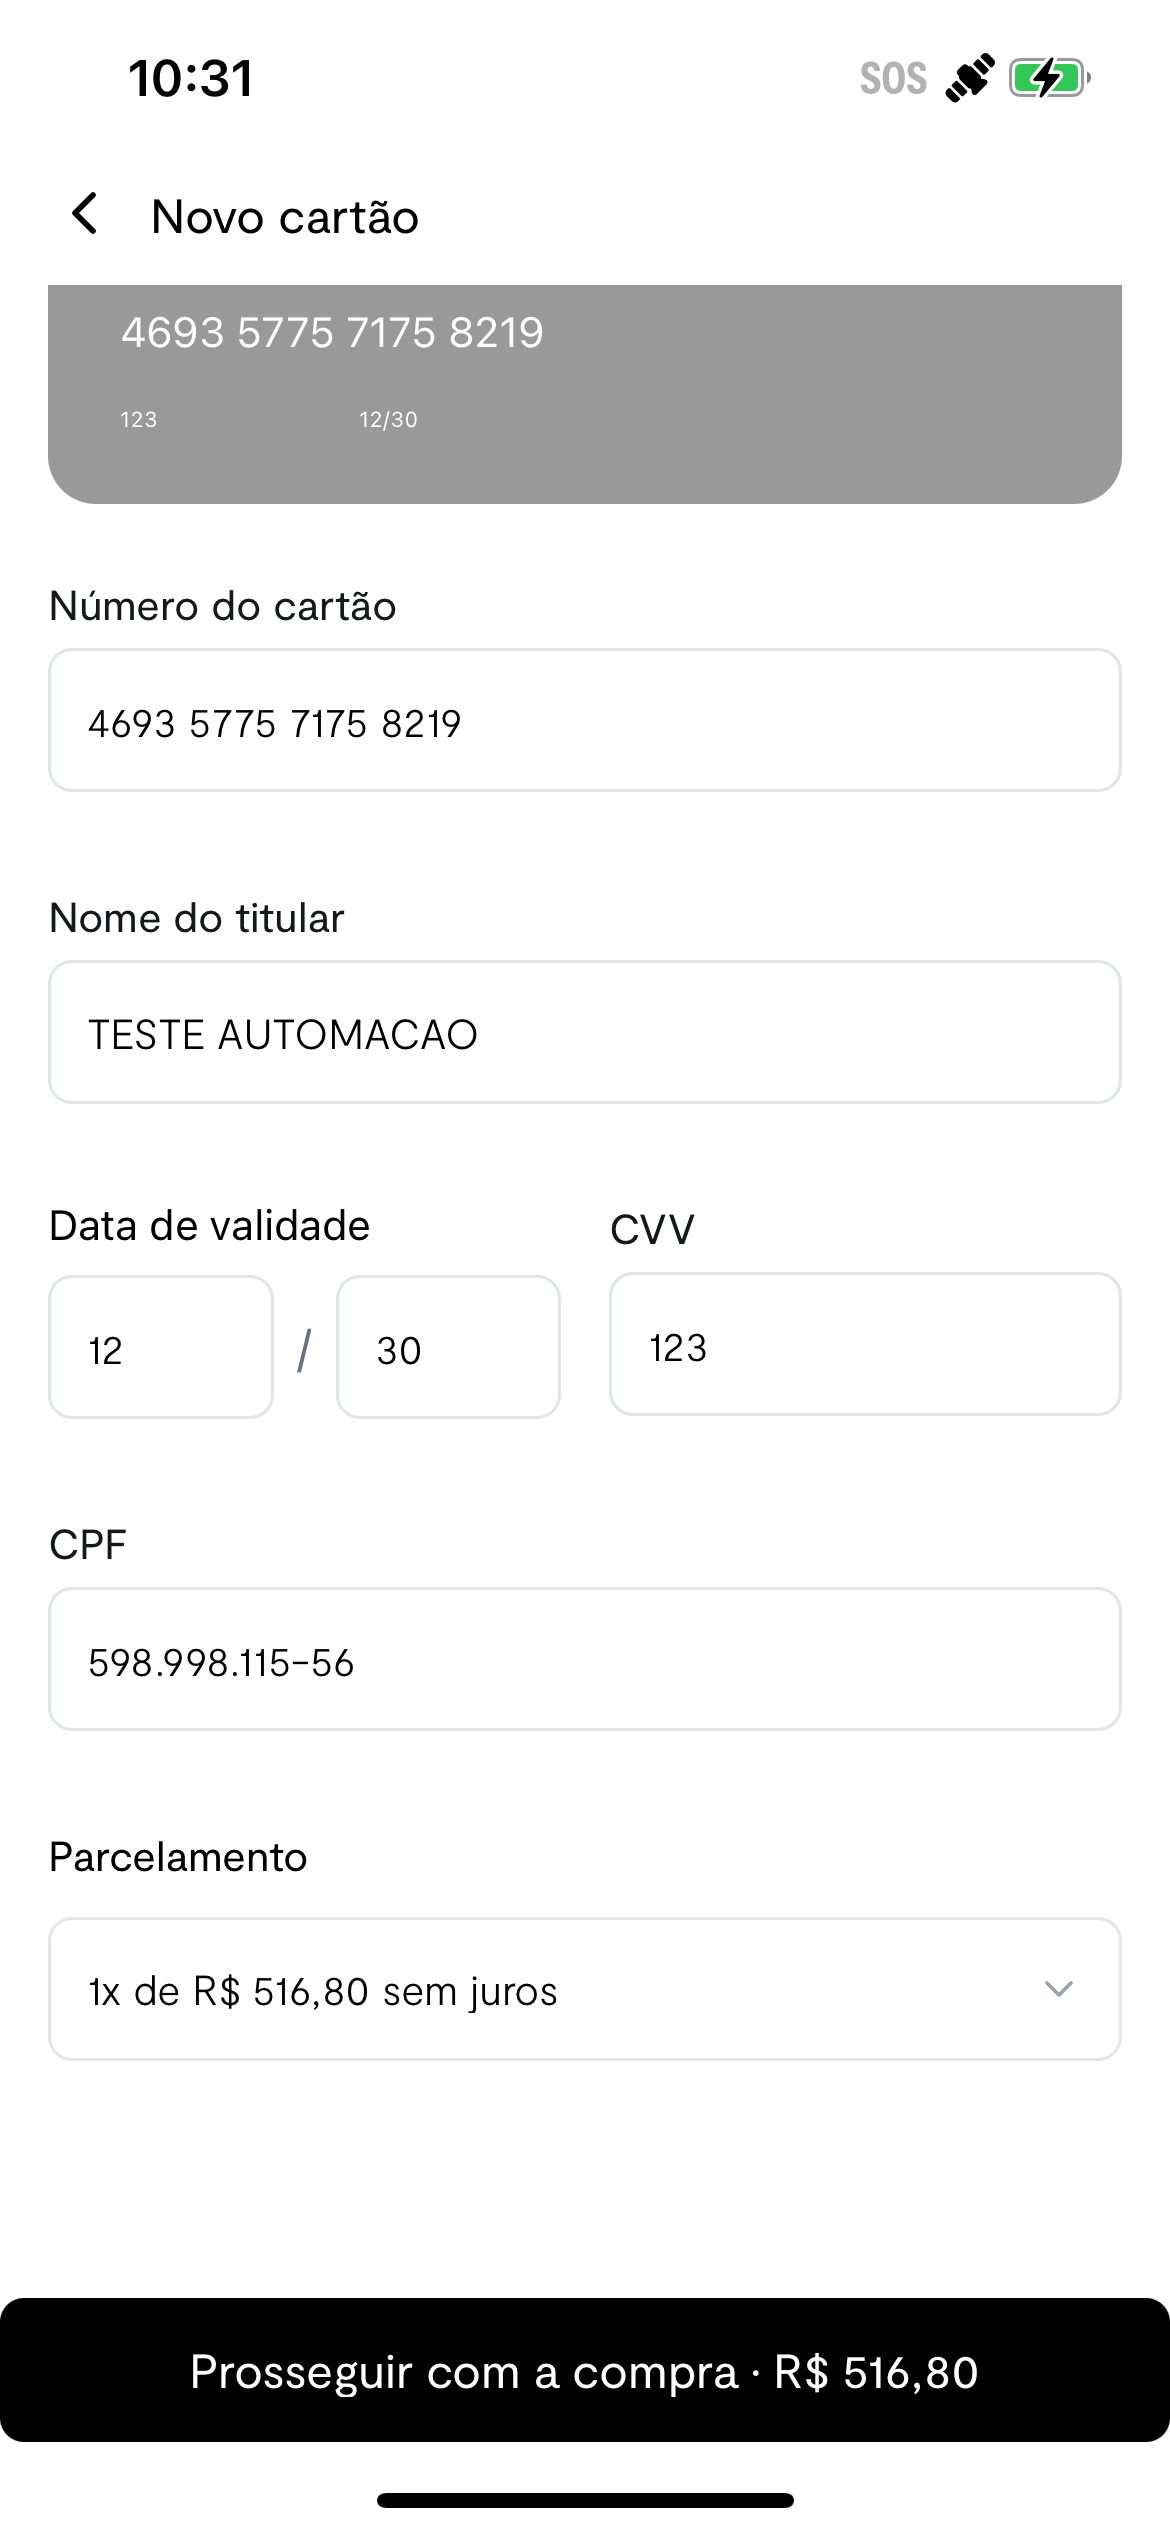 10:31 SOS
Novo cartão
4693 5775 7175 8219
123 12/30
Número do cartão
4693 5775 7175 8219
Nome do titular
TESTE AUTOMACAO
Data de validade CVV
12 / 30 123
CPF
598.998.115-56
Parcelamento
1x de R$ 516,80 sem juros
Prosseguir com a compra · R$ 516,80